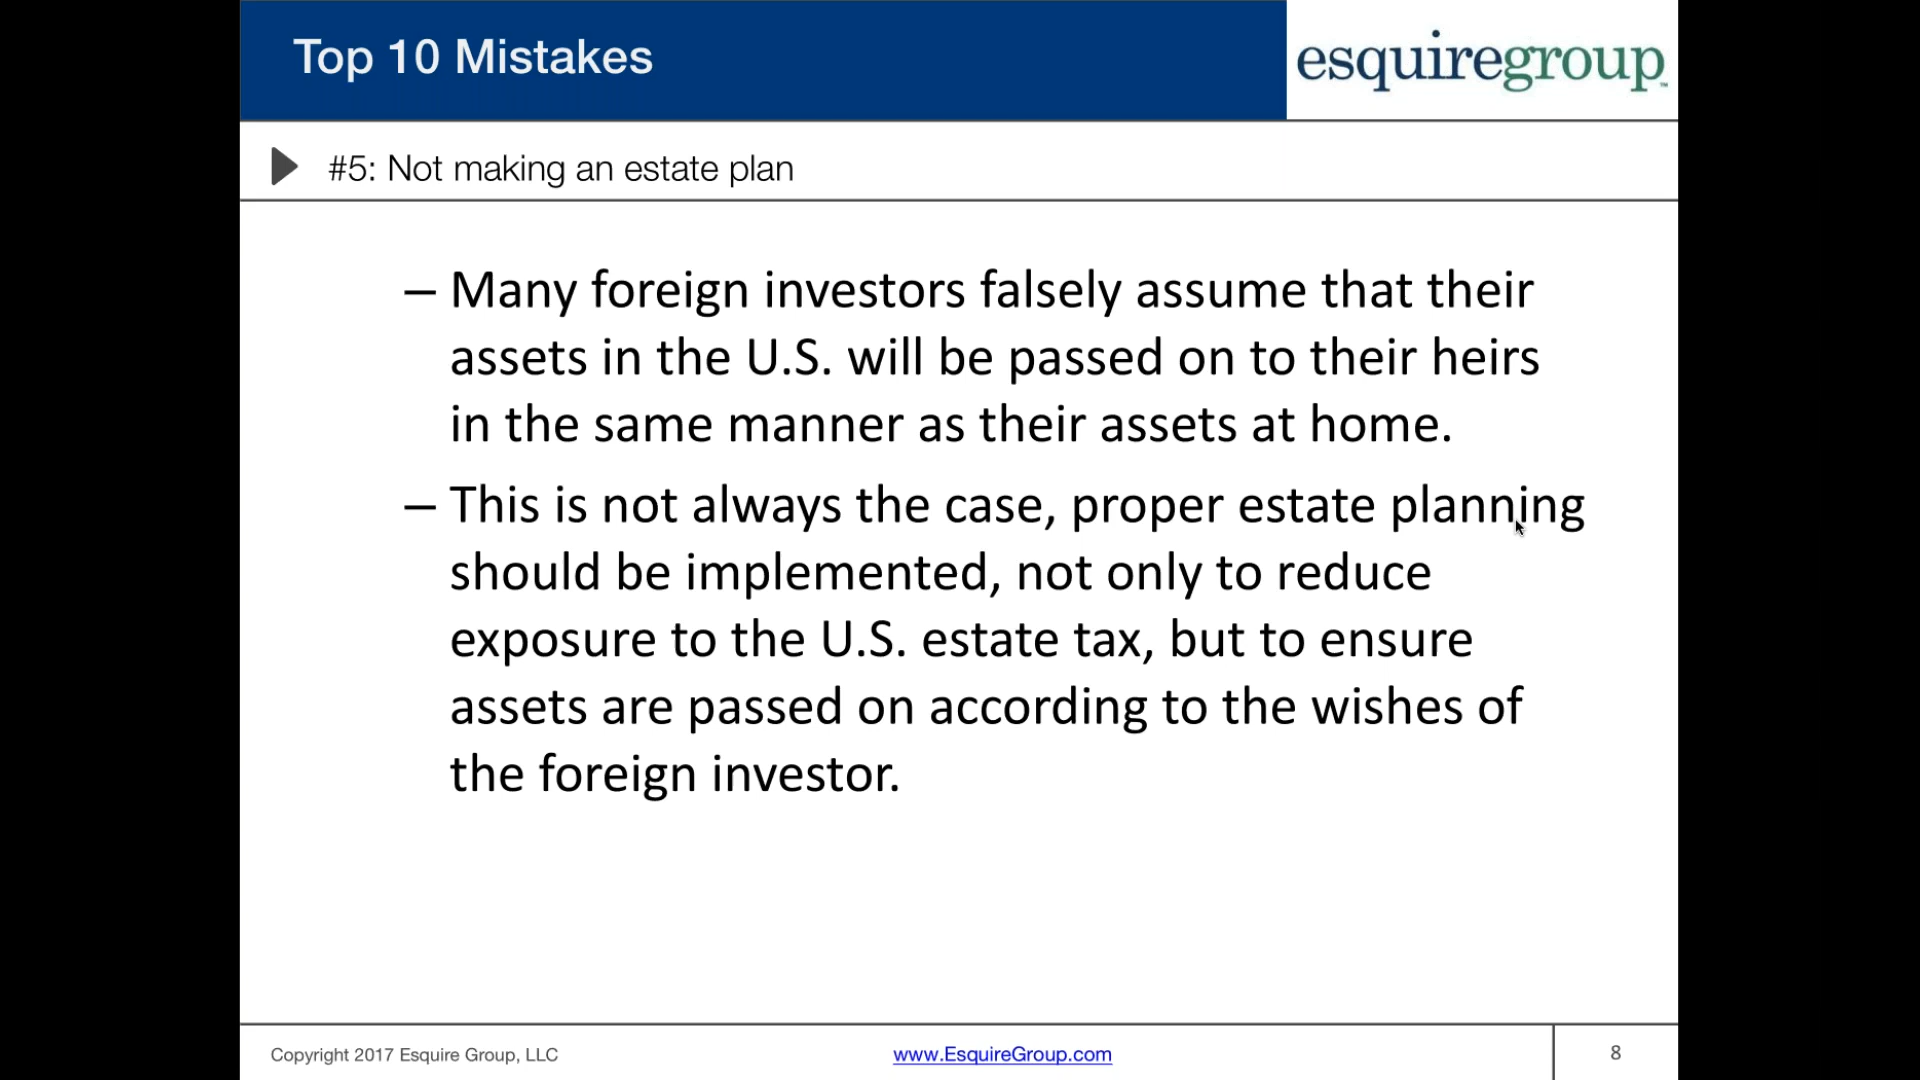 Top 10 Mistakes
esquiregroup™
#5: Not making an estate plan
– Many foreign investors falsely assume that their
assets in the U.S. will be passed on to their heirs
in the same manner as their assets at home.
– This is not always the case, proper estate planning
should be implemented, not only to reduce
exposure to the U.S. estate tax, but to ensure
assets are passed on according to the wishes of
the foreign investor.
Copyright 2017 Esquire Group, LLC
www.EsquireGroup.com
8